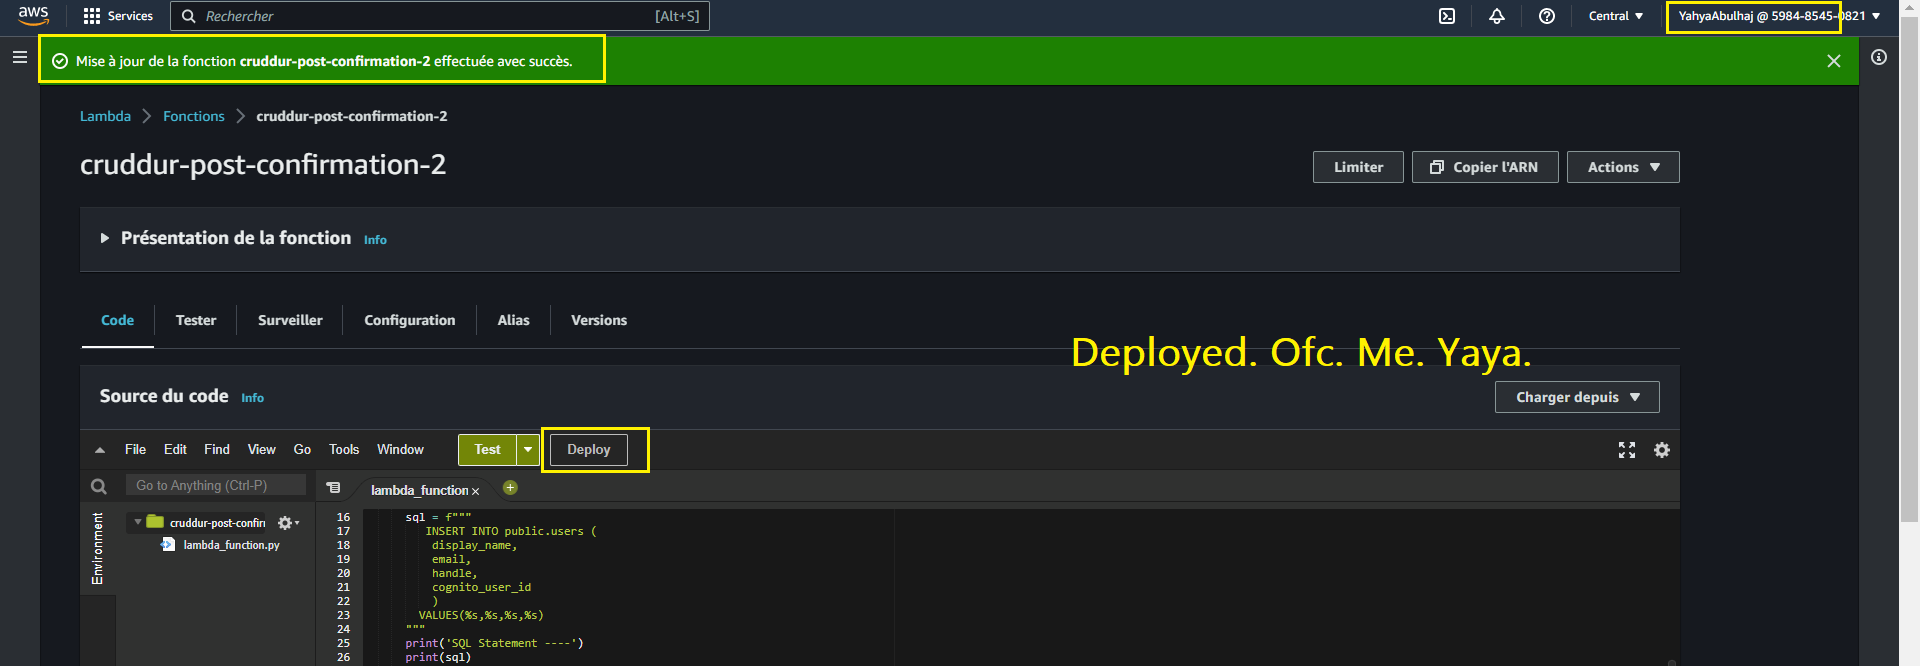 aws
Services
Rechercher
[Alt+S]
Central
YahyaAbulhaj @ 5984-8545-0821
Mise à jour de la fonction cruddur-post-confirmation-2 effectuée avec succès.
Lambda
Fonctions
cruddur-post-confirmation-2
cruddur-post-confirmation-2
Limiter
Copier l'ARN
Actions
Présentation de la fonction
Info
Code
Tester
Surveiller
Configuration
Alias
Versions
Deployed. Ofc. Me. Yaya.
Source du code
Info
Charger depuis
File
Edit
Find
View
Go
Tools
Window
Test
Deploy
Go to Anything (Ctrl-P)
lambda_function
Environment
cruddur-post-confir
lambda_function.py
16 sql = f"""
17 INSERT INTO public.users (
18 display_name,
19 email,
20 handle,
21 cognito_user_id
22 )
23 VALUES(%s,%s,%s,%s)
24 """
25 print('SQL Statement ----')
26 print(sql)